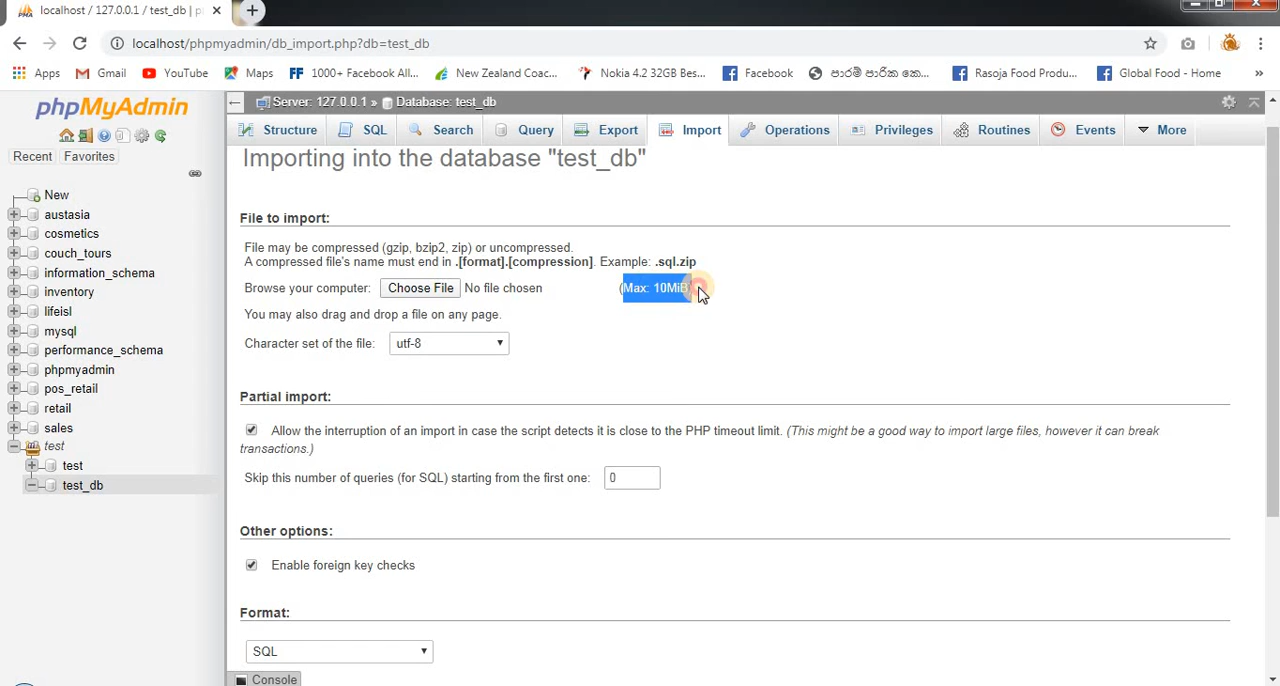 localhost / 127.0.0.1 / test_db | p
localhost/phpmyadmin/db_import.php?db=test_db
Apps Gmail YouTube Maps 1000+ Facebook All... New Zealand Coac... Nokia 4.2 32GB Bes... Facebook පාරම් පාරික කෙ... Rasoja Food Produ... Global Food - Home »
phpMyAdmin
Recent Favorites
New
austasia
cosmetics
couch_tours
information_schema
inventory
lifeisl
mysql
performance_schema
phpmyadmin
pos_retail
retail
sales
test
test
test_db
Server: 127.0.0.1 » Database: test_db
Structure SQL Search Query Export Import Operations Privileges Routines Events More
Importing into the database "test_db"
File to import:
File may be compressed (gzip, bzip2, zip) or uncompressed.
A compressed file's name must end in .[format].[compression]. Example: .sql.zip
Browse your computer: Choose File No file chosen (Max: 10MiB)
You may also drag and drop a file on any page.
Character set of the file: utf-8
Partial import:
Allow the interruption of an import in case the script detects it is close to the PHP timeout limit. (This might be a good way to import large files, however it can break
transactions.)
Skip this number of queries (for SQL) starting from the first one: 0
Other options:
Enable foreign key checks
Format:
SQL
Console